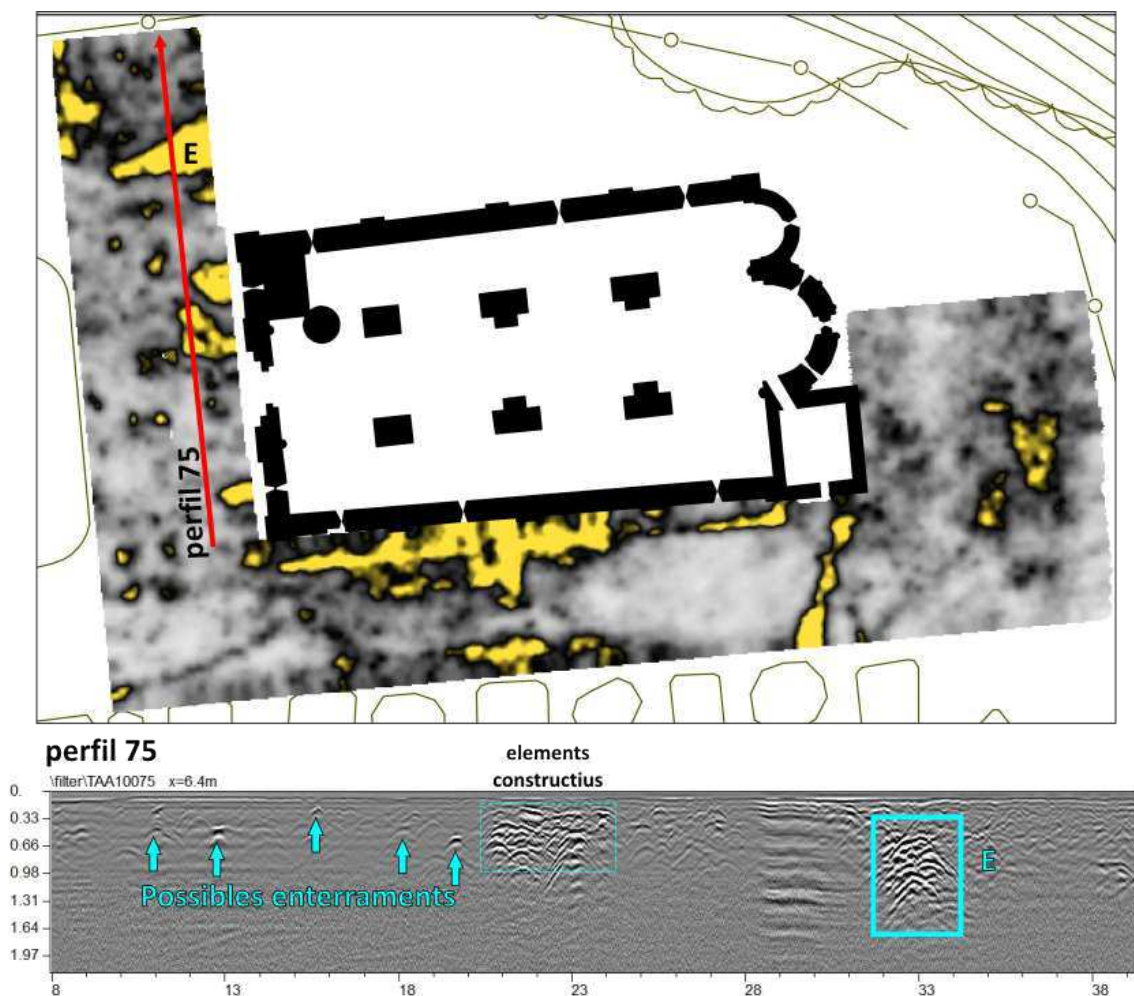 E
perfil 75
perfil 75
elements
constructius
\filter\TAA10075 x=6.4m
0.
0.33
0.66
0.98
1.31
1.64
1.97
Possibles enterraments
E
8 13 18 23 28 33 38